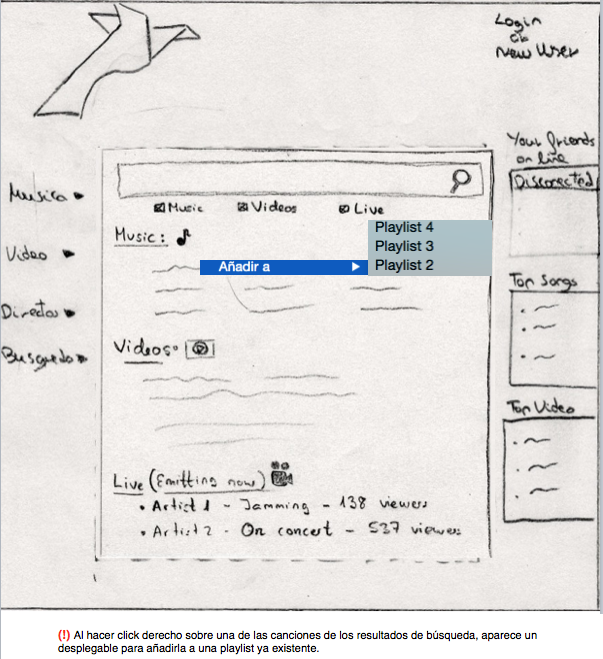 Login
or
New User
Your friends
on line
Disconected
Musica
Video
Directos
Busqueda
Music
Videos
Live
Music:
Añadir a
Playlist 4
Playlist 3
Playlist 2
Videos:
Live (Emitting now)
• Artist 1 - Jamming - 138 viewers
• Artist 2 - On concert - 537 viewers
Top Songs
Top Video
(!) Al hacer click derecho sobre una de las canciones de los resultados de búsqueda, aparece un
desplegable para añadirla a una playlist ya existente.